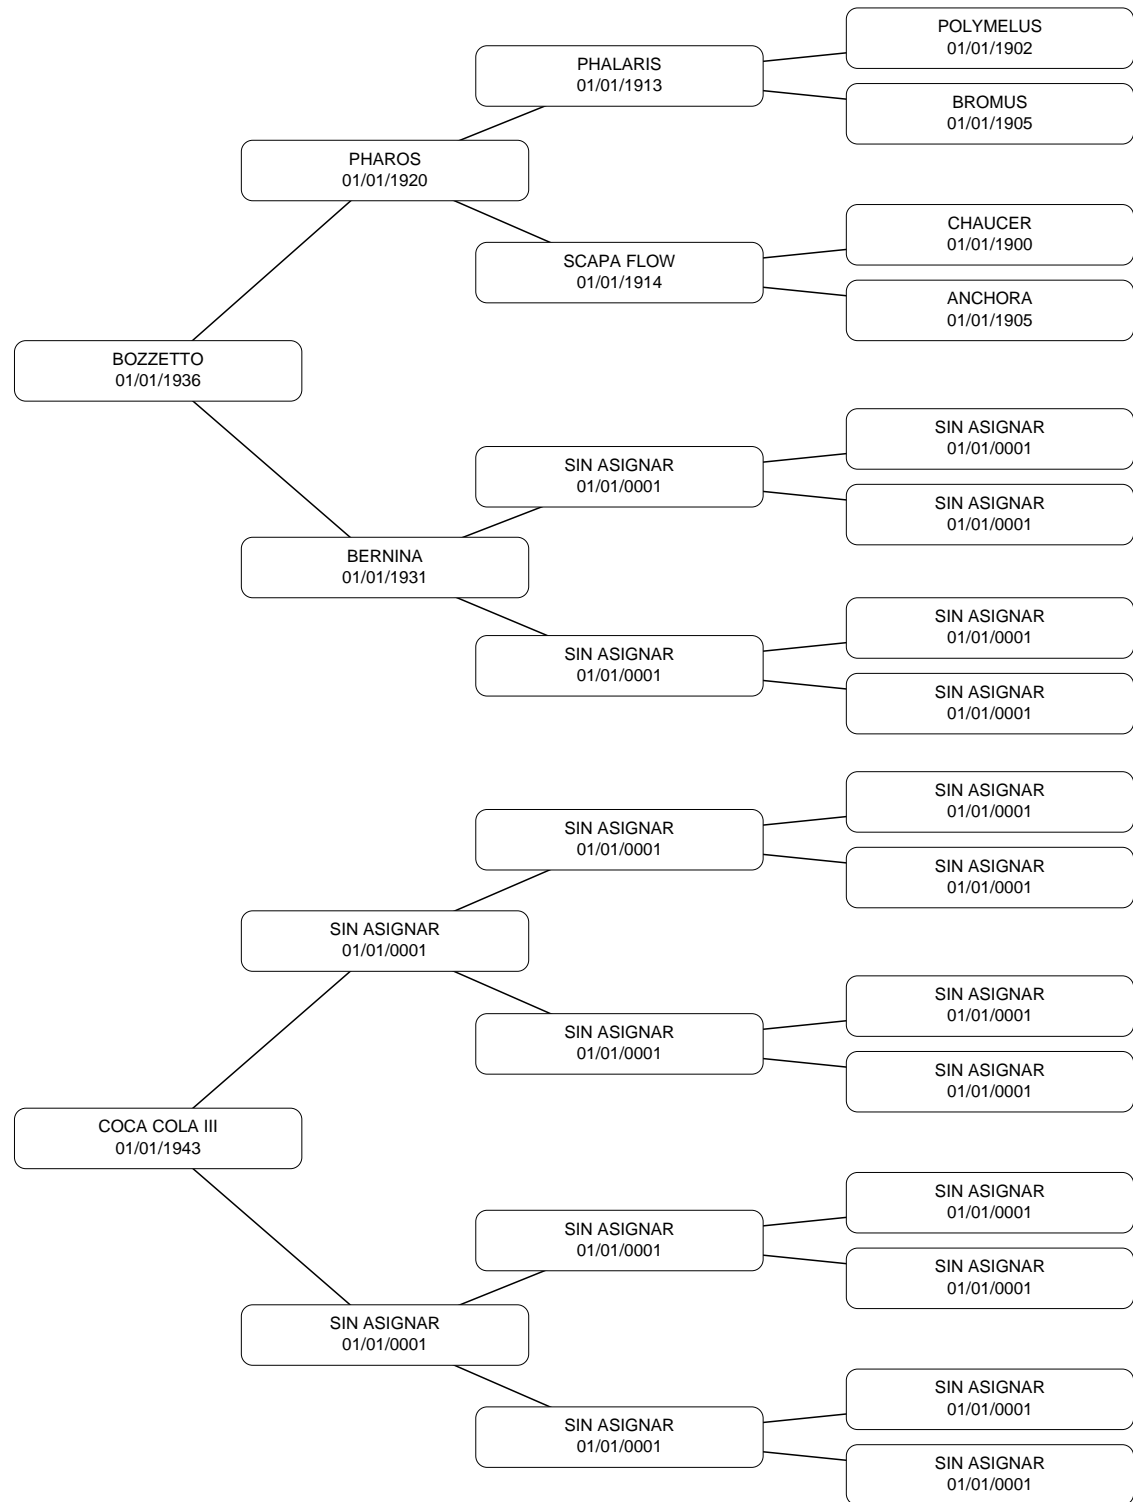 POLYMELUS
01/01/1902
PHALARIS
01/01/1913
BROMUS
01/01/1905
PHAROS
01/01/1920
CHAUCER
01/01/1900
SCAPA FLOW
01/01/1914
ANCHORA
01/01/1905
BOZZETTO
01/01/1936
SIN ASIGNAR
01/01/0001
SIN ASIGNAR
01/01/0001
SIN ASIGNAR
01/01/0001
BERNINA
01/01/1931
SIN ASIGNAR
01/01/0001
SIN ASIGNAR
01/01/0001
SIN ASIGNAR
01/01/0001
SIN ASIGNAR
01/01/0001
SIN ASIGNAR
01/01/0001
SIN ASIGNAR
01/01/0001
SIN ASIGNAR
01/01/0001
SIN ASIGNAR
01/01/0001
SIN ASIGNAR
01/01/0001
SIN ASIGNAR
01/01/0001
COCA COLA III
01/01/1943
SIN ASIGNAR
01/01/0001
SIN ASIGNAR
01/01/0001
SIN ASIGNAR
01/01/0001
SIN ASIGNAR
01/01/0001
SIN ASIGNAR
01/01/0001
SIN ASIGNAR
01/01/0001
SIN ASIGNAR
01/01/0001